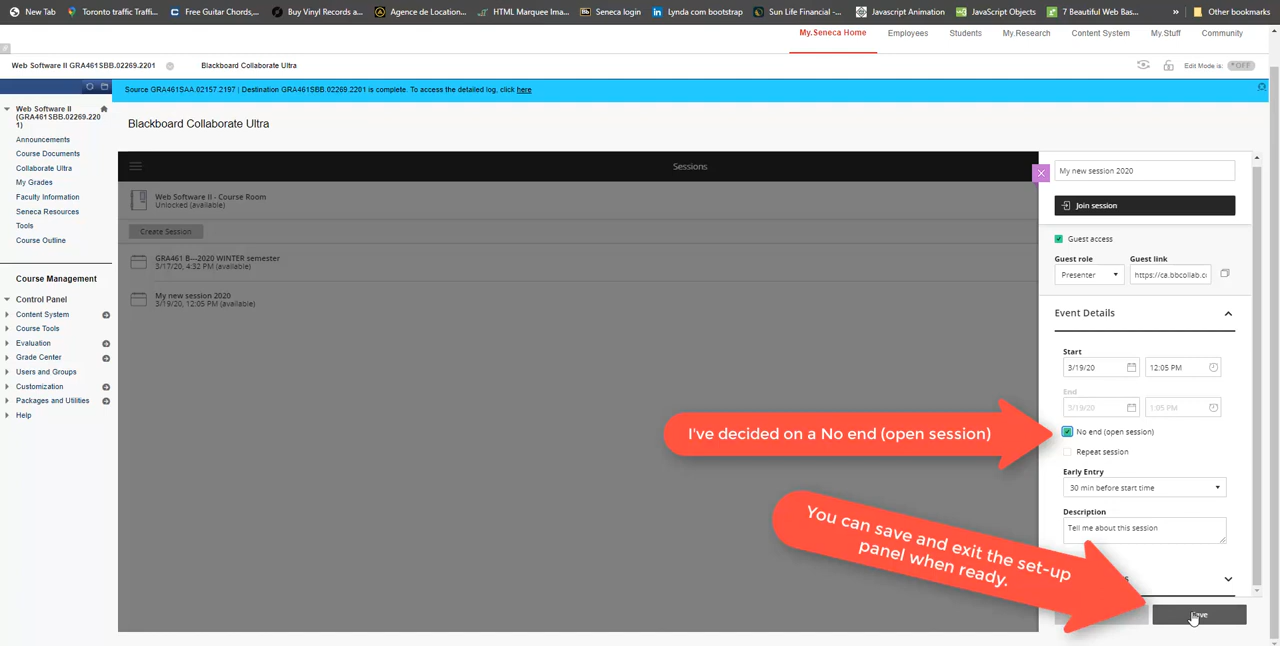 New Tab
Toronto traffic Traffi...
Free Guitar Chords,...
Buy Vinyl Records a...
Agence de Location...
HTML Marquee Ima...
Seneca login
Lynda com bootstrap
Sun Life Financial -...
Javascript Animation
JavaScript Objects
7 Beautiful Web Bas...
»
Other bookmarks
My.Seneca Home
Employees
Students
My.Research
Content System
My.Stuff
Community
Web Software II GRA461SBB.02269.2201
Blackboard Collaborate Ultra
Edit Mode is:
OFF
Source GRA461SAA.02157.2197 | Destination GRA461SBB.02269.2201 is complete. To access the detailed log, click here
Web Software II
(GRA461SBB.02269.220
1)
Announcements
Course Documents
Collaborate Ultra
My Grades
Faculty Information
Seneca Resources
Tools
Course Outline
Course Management
Control Panel
Content System
Course Tools
Evaluation
Grade Center
Users and Groups
Customization
Packages and Utilities
Help
Blackboard Collaborate Ultra
Sessions
Web Software II - Course Room
Unlocked (available)
Create Session
GRA461 B---2020 WINTER semester
3/17/20, 4:32 PM (available)
My new session 2020
3/19/20, 12:05 PM (available)
My new session 2020
Join session
Guest access
Guest role
Guest link
Presenter
https://ca.bbcollab.c
Event Details
Start
3/19/20
12:05 PM
End
3/19/20
1:05 PM
No end (open session)
Repeat session
Early Entry
30 min before start time
Description
Tell me about this session
I've decided on a No end (open session)
You can save and exit the set-up
panel when ready.